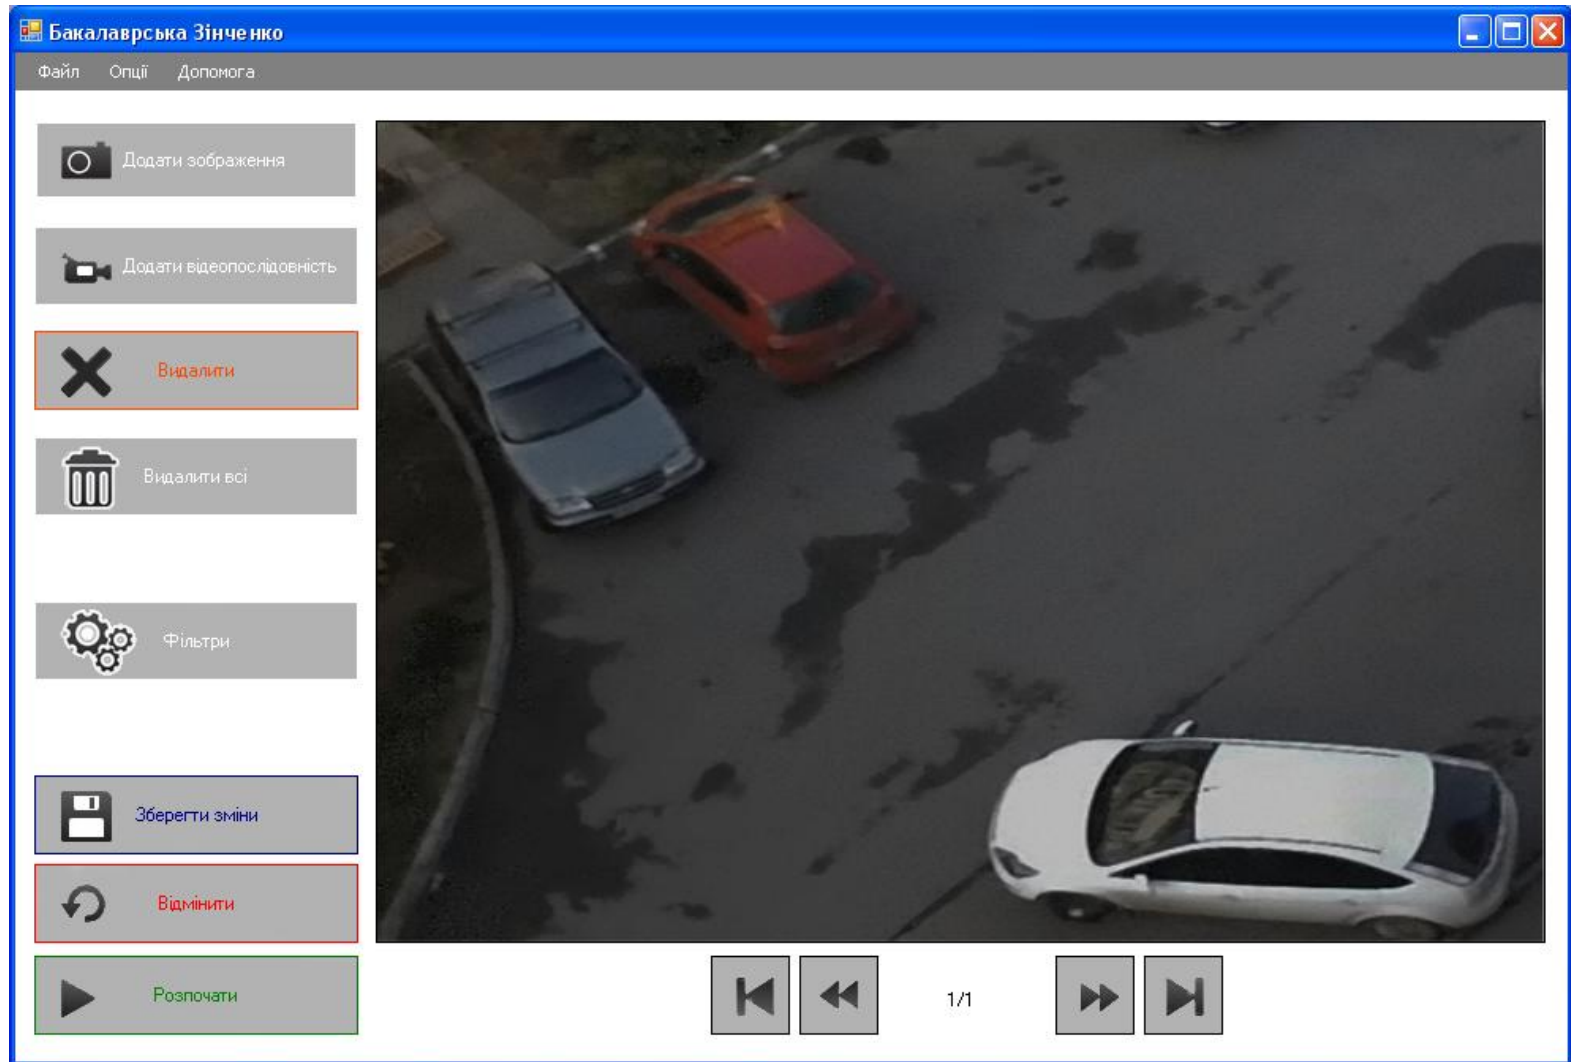 Бакалаврська Зінченко
Файл Опції Допомога
Додати зображення
Додати відеопослідовність
Видалити
Видалити всі
Фільтри
Зберегти зміни
Відмінити
Розпочати
1/1